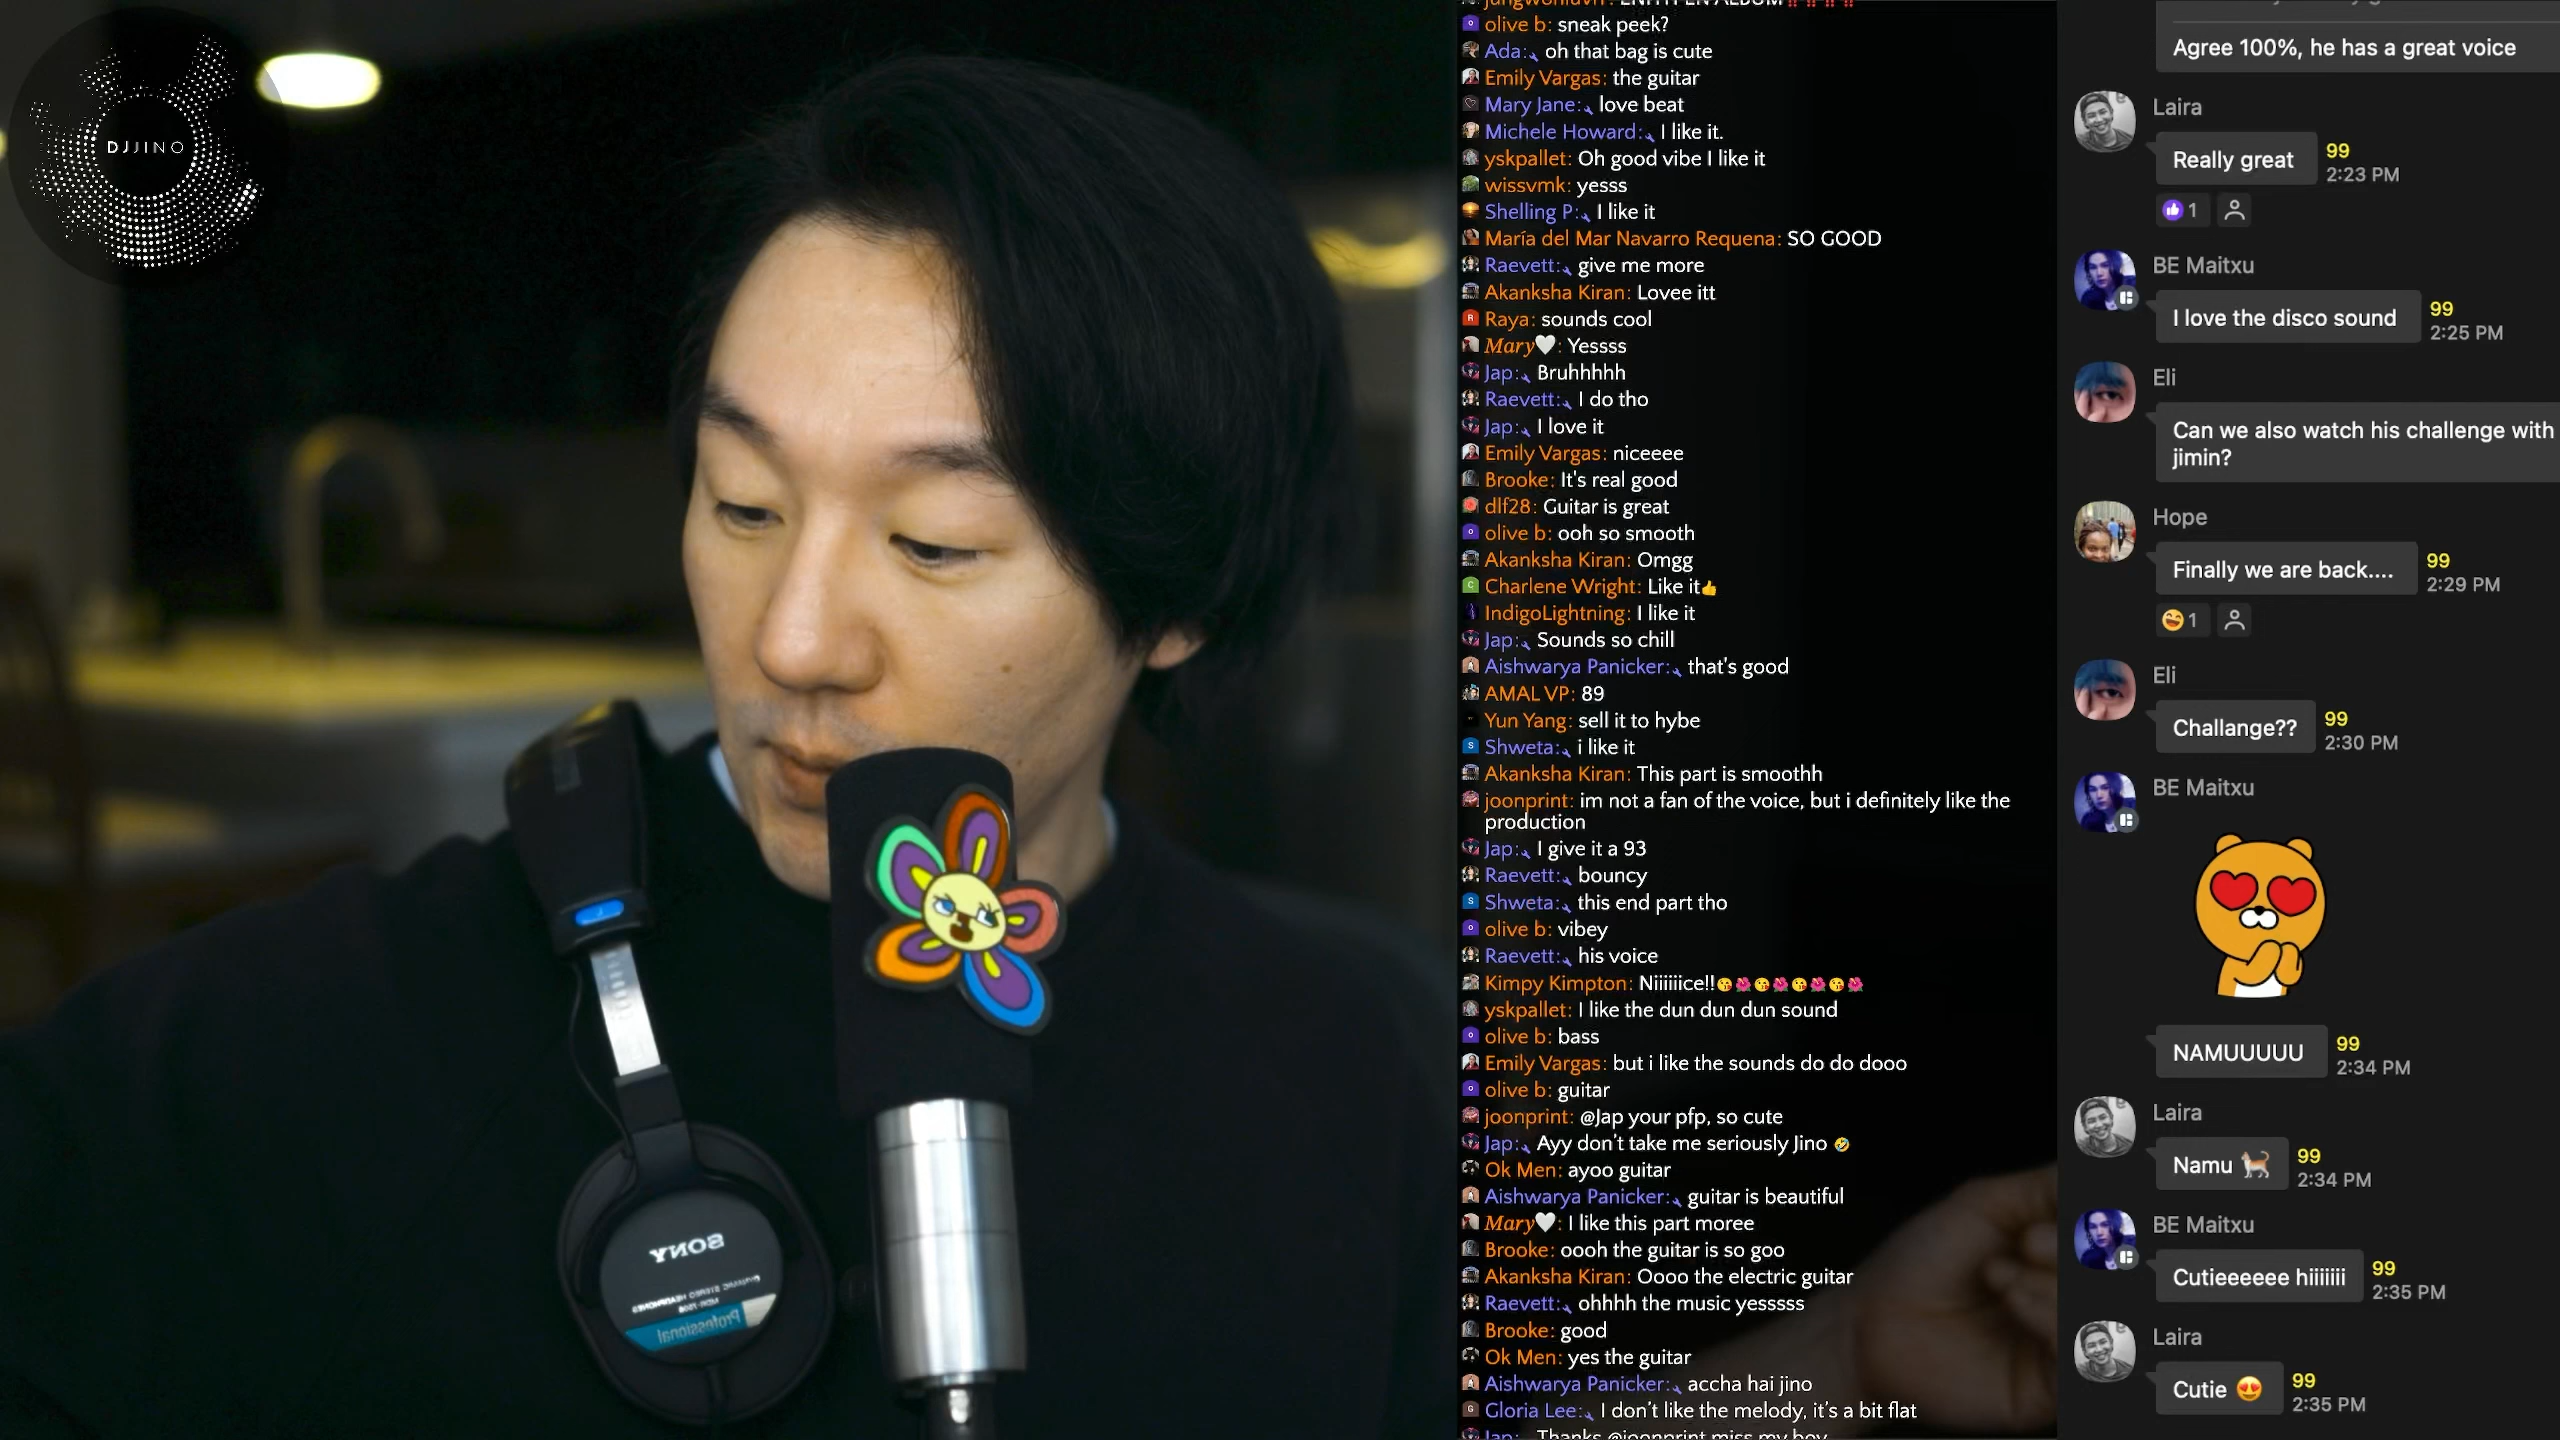 DJJINO
SONY
Professional
olive b: sneak peek?
Ada: oh that bag is cute
Emily Vargas: the guitar
Mary Jane: love beat
Michele Howard: I like it.
yskpallet: Oh good vibe I like it
wissvmk: yesss
Shelling P: I like it
María del Mar Navarro Requena: SO GOOD
Raevett: give me more
Akanksha Kiran: Lovee itt
Raya: sounds cool
Mary🤍: Yessss
Jap: Bruhhhhh
Raevett: I do tho
Jap: I love it
Emily Vargas: niceeee
Brooke: It's real good
dlf28: Guitar is great
olive b: ooh so smooth
Akanksha Kiran: Omgg
Charlene Wright: Like it👍
IndigoLightning: I like it
Jap: Sounds so chill
Aishwarya Panicker: that's good
AMAL VP: 89
Yun Yang: sell it to hybe
Shweta: i like it
Akanksha Kiran: This part is smoothh
joonprint: im not a fan of the voice, but i definitely like the
production
Jap: I give it a 93
Raevett: bouncy
Shweta: this end part tho
olive b: vibey
Raevett: his voice
Kimpy Kimpton: Niiiiiice!!😘🌺😘🌺😘🌺😘🌺
yskpallet: I like the dun dun dun sound
olive b: bass
Emily Vargas: but i like the sounds do do dooo
olive b: guitar
joonprint: @Jap your pfp, so cute
Jap: Ayy don't take me seriously Jino 🤣
Ok Men: ayoo guitar
Aishwarya Panicker: guitar is beautiful
Mary🤍: I like this part moree
Brooke: oooh the guitar is so goo
Akanksha Kiran: Oooo the electric guitar
Raevett: ohhhh the music yesssss
Brooke: good
Ok Men: yes the guitar
Aishwarya Panicker: accha hai jino
Gloria Lee: I don't like the melody, it's a bit flat
Jap: Thanks @joonprint miss my boy
Agree 100%, he has a great voice
Laira
Really great 99
2:23 PM
1
BE Maitxu
I love the disco sound 99
2:25 PM
Eli
Can we also watch his challenge with
jimin?
Hope
Finally we are back.... 99
2:29 PM
😆 1
Eli
Challange?? 99
2:30 PM
BE Maitxu
NAMUUUUU 99
2:34 PM
Laira
Namu 🐈 99
2:34 PM
BE Maitxu
Cutieeeeee hiiiiiii 99
2:35 PM
Laira
Cutie 😍 99
2:35 PM